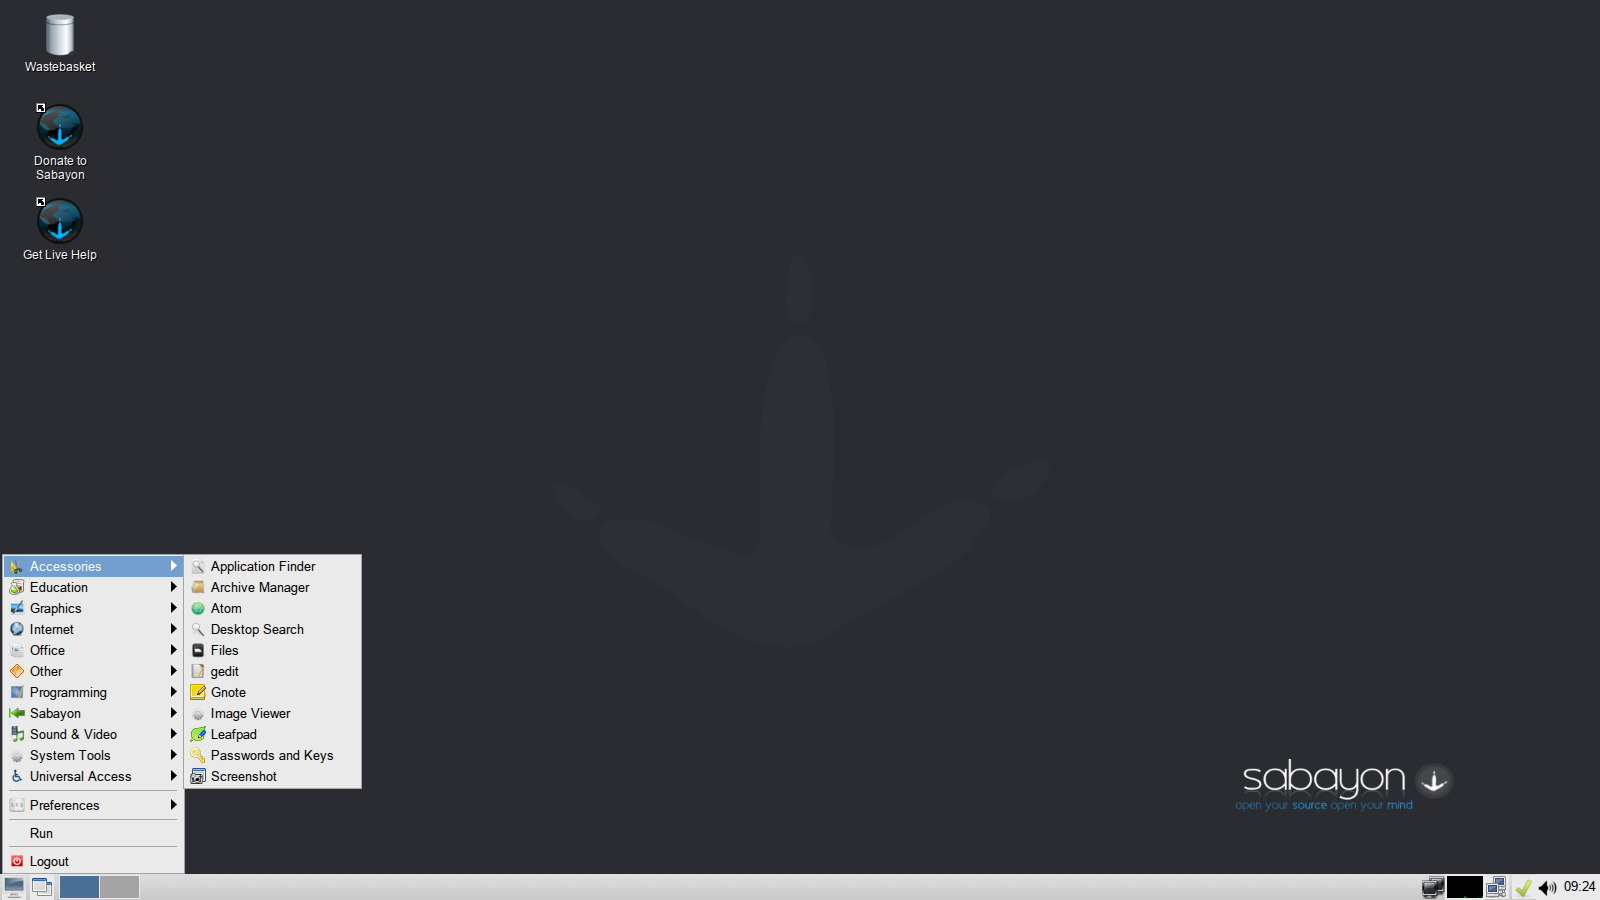 Wastebasket
Donate to
Sabayon
Get Live Help
Accessories
Education
Graphics
Internet
Office
Other
Programming
Sabayon
Sound & Video
System Tools
Universal Access
Preferences
Run
Logout
Application Finder
Archive Manager
Atom
Desktop Search
Files
gedit
Gnote
Image Viewer
Leafpad
Passwords and Keys
Screenshot
sabayon
open your source open your mind
09:24